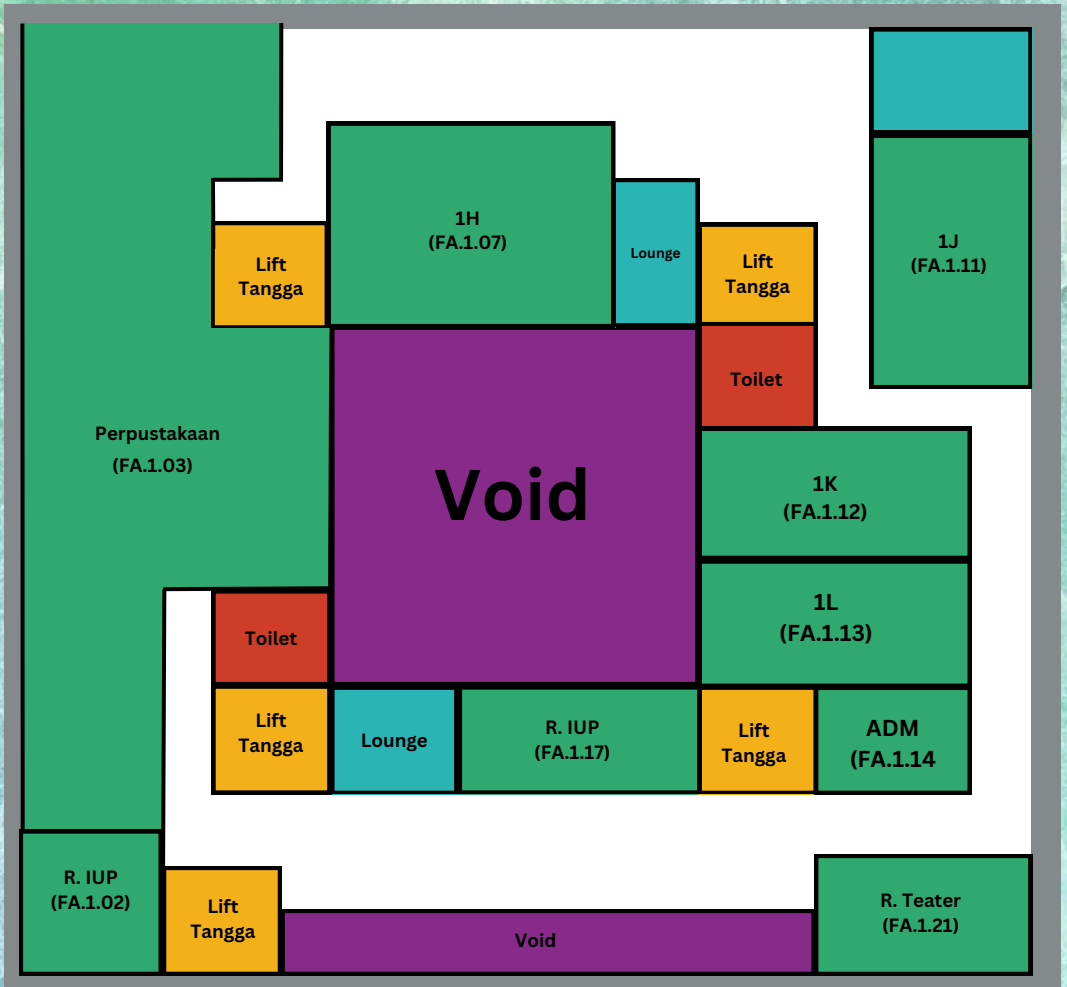 1H
(FA.1.07)
Lounge
Lift
Tangga
Lift
Tangga
1J
(FA.1.11)
Toilet
Perpustakaan
(FA.1.03)
Void
1K
(FA.1.12)
1L
(FA.1.13)
Toilet
Lift
Tangga
Lounge
R. IUP
(FA.1.17)
Lift
Tangga
ADM
(FA.1.14
R. IUP
(FA.1.02)
Lift
Tangga
Void
R. Teater
(FA.1.21)